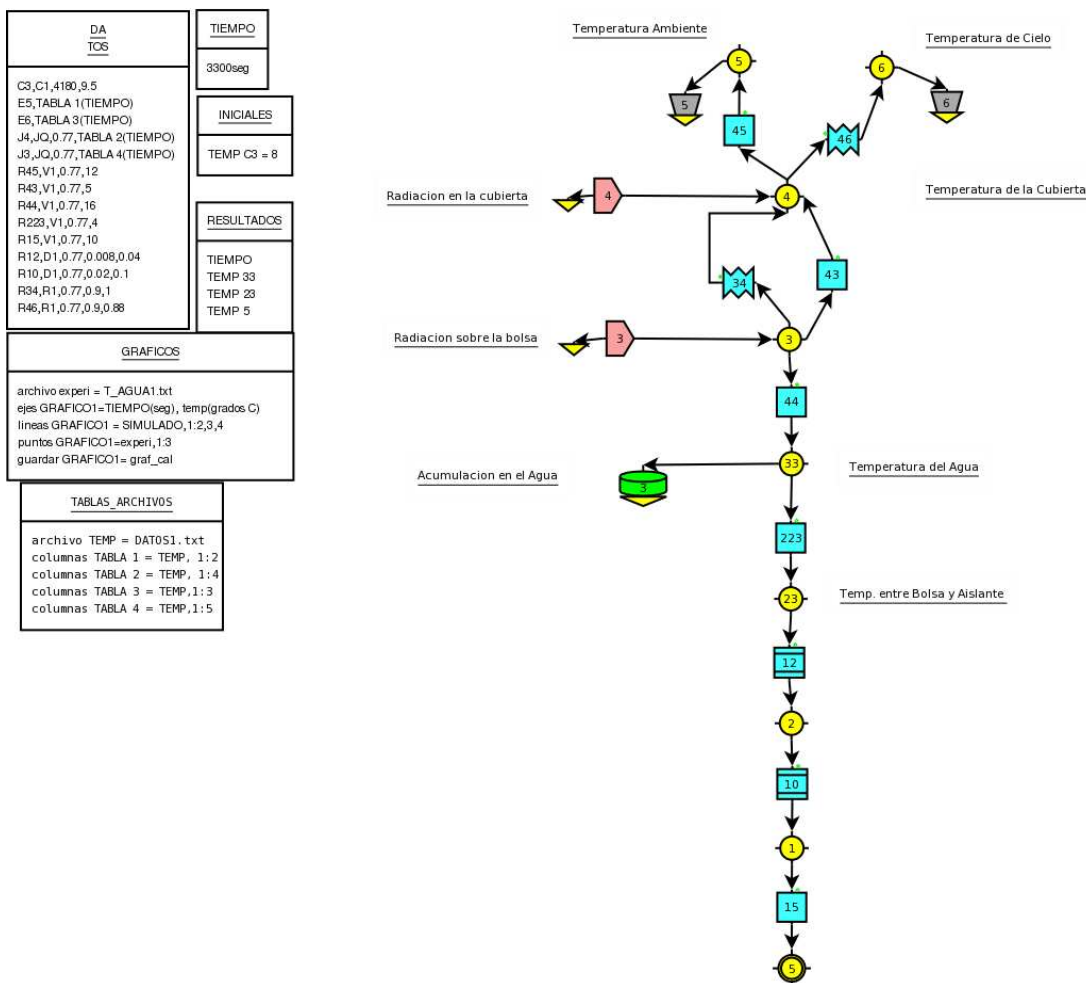 DA
TOS
C3,C1,4180,9.5
E5,TABLA 1(TIEMPO)
E6,TABLA 3(TIEMPO)
J4,JQ,0.77,TABLA 2(TIEMPO)
J3,JQ,0.77,TABLA 4(TIEMPO)
R45,V1,0.77,12
R43,V1,0.77,5
R44,V1,0.77,16
R223,V1,0.77,4
R15,V1,0.77,10
R12,D1,0.77,0.008,0.04
R10,D1,0.77,0.02,0.1
R34,R1,0.77,0.9,1
R46,R1,0.77,0.9,0.88
TIEMPO
3300seg
INICIALES
TEMP C3 = 8
RESULTADOS
TIEMPO
TEMP 33
TEMP 23
TEMP 5
GRAFICOS
archivo experi = T_AGUA1.txt
ejes GRAFICO1=TIEMPO(seg), temp(grados C)
lineas GRAFICO1 = SIMULADO,1:2,3,4
puntos GRAFICO1=experi,1:3
guardar GRAFICO1= graf_cal
TABLAS_ARCHIVOS
archivo TEMP = DATOS1.txt
columnas TABLA 1 = TEMP, 1:2
columnas TABLA 2 = TEMP, 1:4
columnas TABLA 3 = TEMP,1:3
columnas TABLA 4 = TEMP,1:5
Temperatura Ambiente
Temperatura de Cielo
5
6
5
6
45
46
Radiacion en la cubierta
4
4
Temperatura de la Cubierta
34
43
Radiacion sobre la bolsa
3
3
44
Acumulacion en el Agua
3
33
Temperatura del Agua
223
23
Temp. entre Bolsa y Aislante
12
2
10
1
15
5